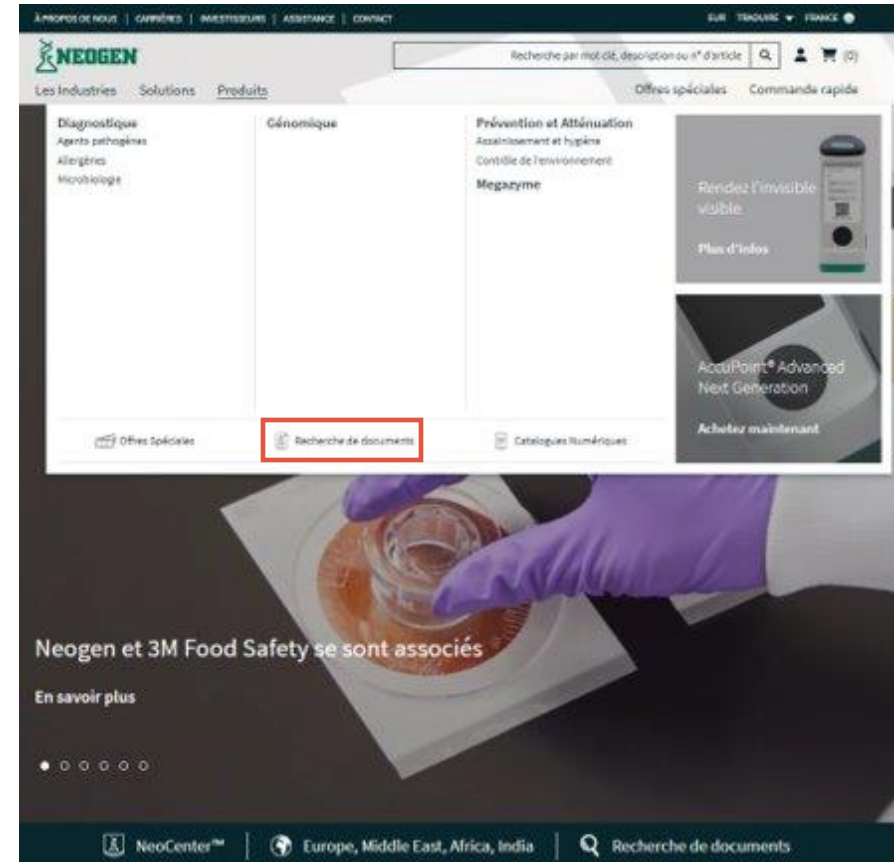 À PROPOS DE NOUS | CARRIÈRES | INVESTISSEURS | ASSISTANCE | CONTACT
EUR TRADUIRE FRANCE
NEOGEN
Recherche par mot clé, description ou n° d'article
(0)
Les Industries Solutions Produits
Offres spéciales Commande rapide
Diagnostique
Agents pathogènes
Allergènes
Microbiologie
Génomique
Prévention et Atténuation
Assainissement et hygiène
Contrôle de l'environnement
Megazyme
Rendez l'invisible
visible
Plus d'infos
AccuPoint® Advanced
Next Generation
Achetez maintenant
Offres Spéciales
Recherche de documents
Catalogues Numériques
Neogen et 3M Food Safety se sont associés
En savoir plus
NeoCenter™ | Europe, Middle East, Africa, India | Recherche de documents